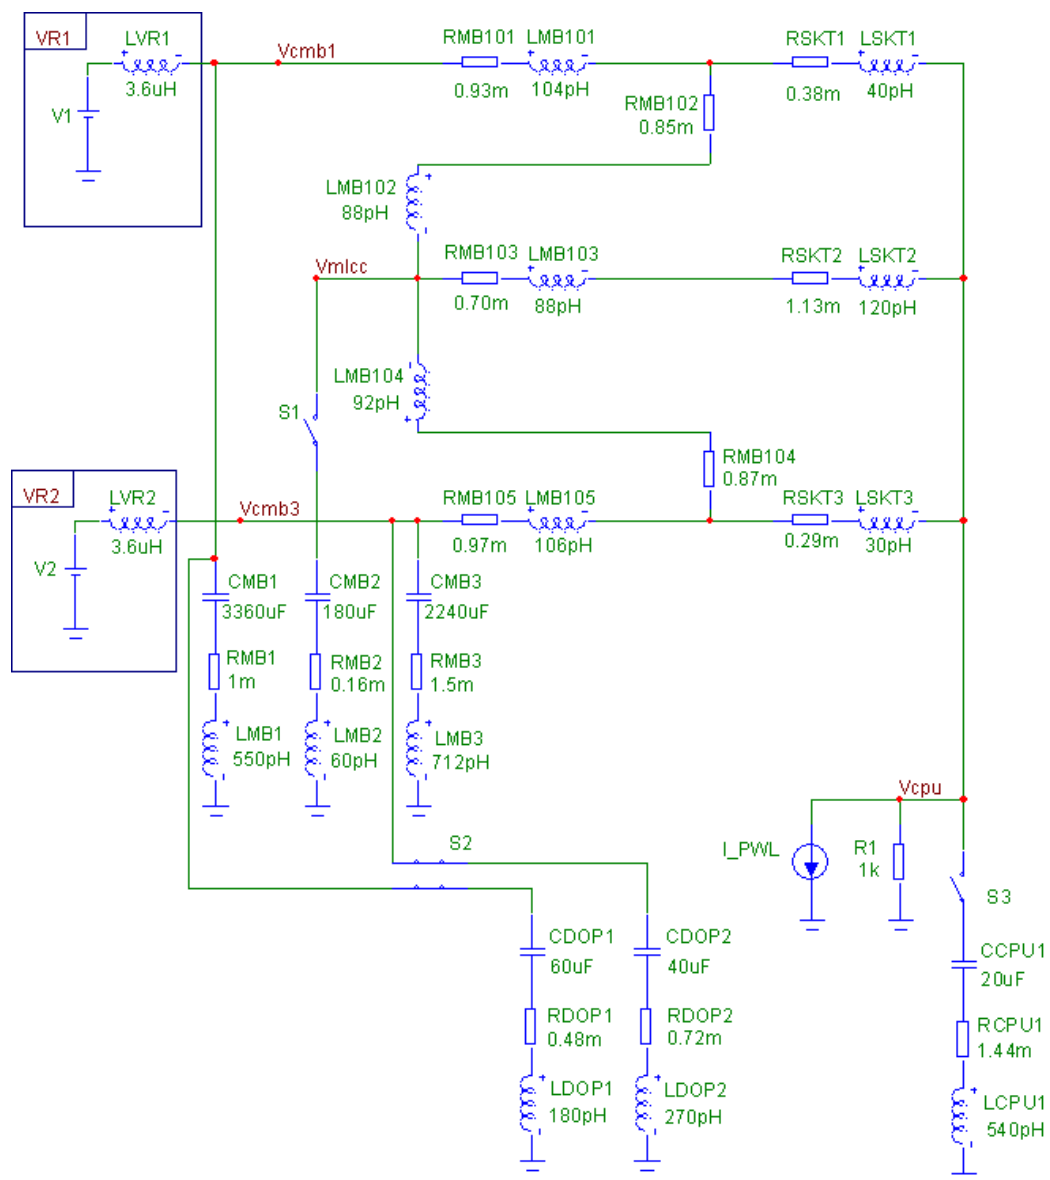 VR1
LVR1
3.6uH
V1
Vcmb1
RMB101 LMB101
0.93m 104pH
RSKT1 LSKT1
0.38m 40pH
RMB102
0.85m
LMB102
88pH
Vmlcc
RMB103 LMB103
0.70m 88pH
RSKT2 LSKT2
1.13m 120pH
LMB104
92pH
S1
RMB104
0.87m
VR2
LVR2
3.6uH
V2
Vcmb3
RMB105 LMB105
0.97m 106pH
RSKT3 LSKT3
0.29m 30pH
CMB1
3360uF
CMB2
180uF
CMB3
2240uF
RMB1
1m
RMB2
0.16m
RMB3
1.5m
LMB1
550pH
LMB2
60pH
LMB3
712pH
Vcpu
S2
I_PWL
R1
1k
S3
CDOP1
60uF
CDOP2
40uF
CCPU1
20uF
RDOP1
0.48m
RDOP2
0.72m
RCPU1
1.44m
LDOP1
180pH
LDOP2
270pH
LCPU1
540pH